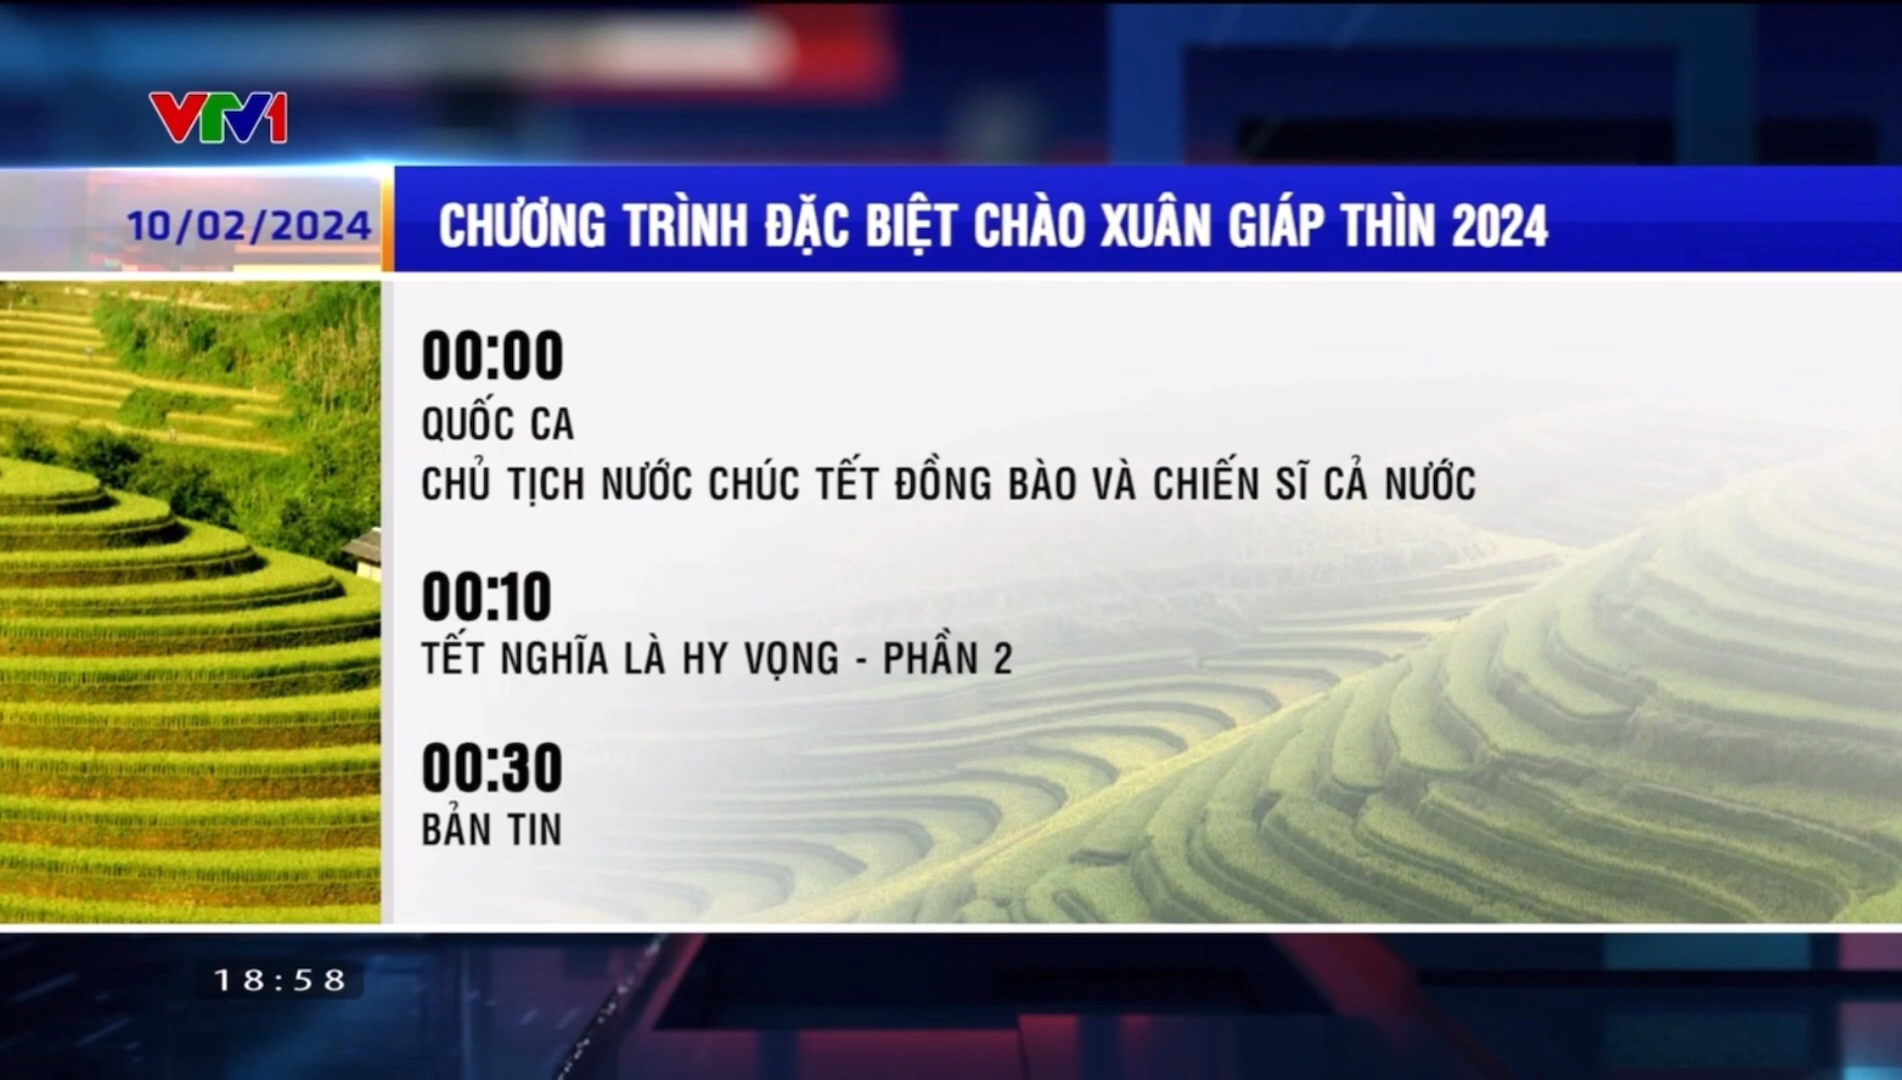 VTV1
10/02/2024
CHƯƠNG TRÌNH ĐẶC BIỆT CHÀO XUÂN GIÁP THÌN 2024
00:00
QUỐC CA
CHỦ TỊCH NƯỚC CHÚC TẾT ĐỒNG BÀO VÀ CHIẾN SĨ CẢ NƯỚC
00:10
TẾT NGHĨA LÀ HY VỌNG - PHẦN 2
00:30
BẢN TIN
18:58